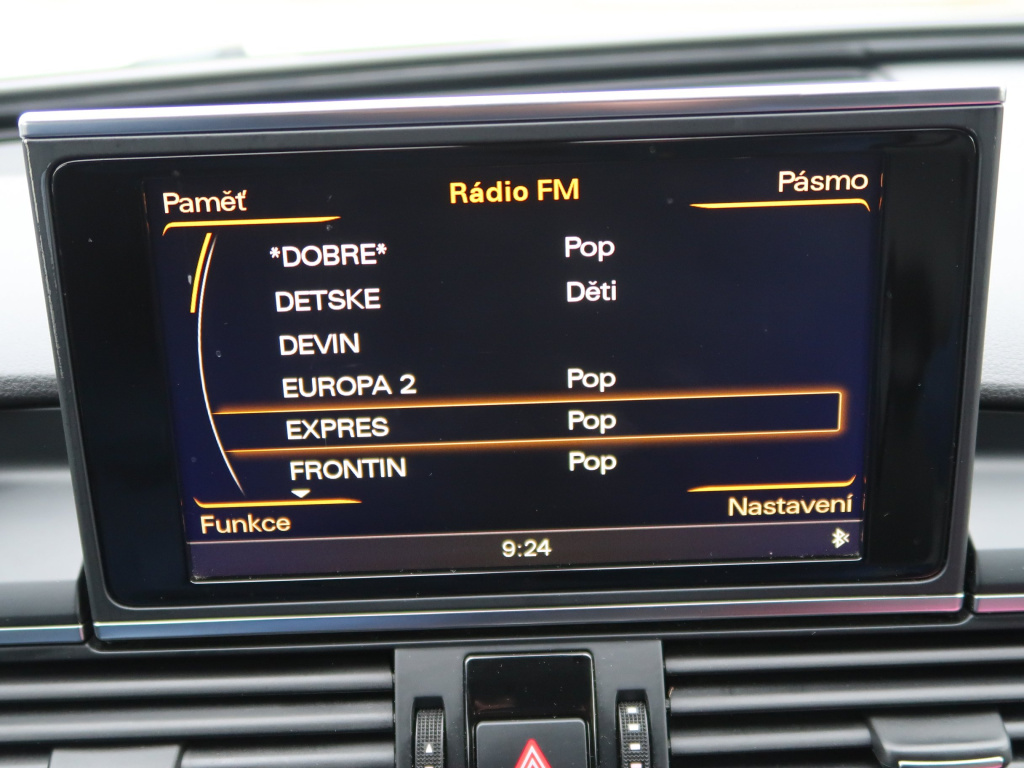 Paměť Rádio FM Pásmo
*DOBRE* Pop
DETSKE Děti
DEVIN
EUROPA 2 Pop
EXPRES Pop
FRONTIN Pop
Funkce Nastavení
9:24